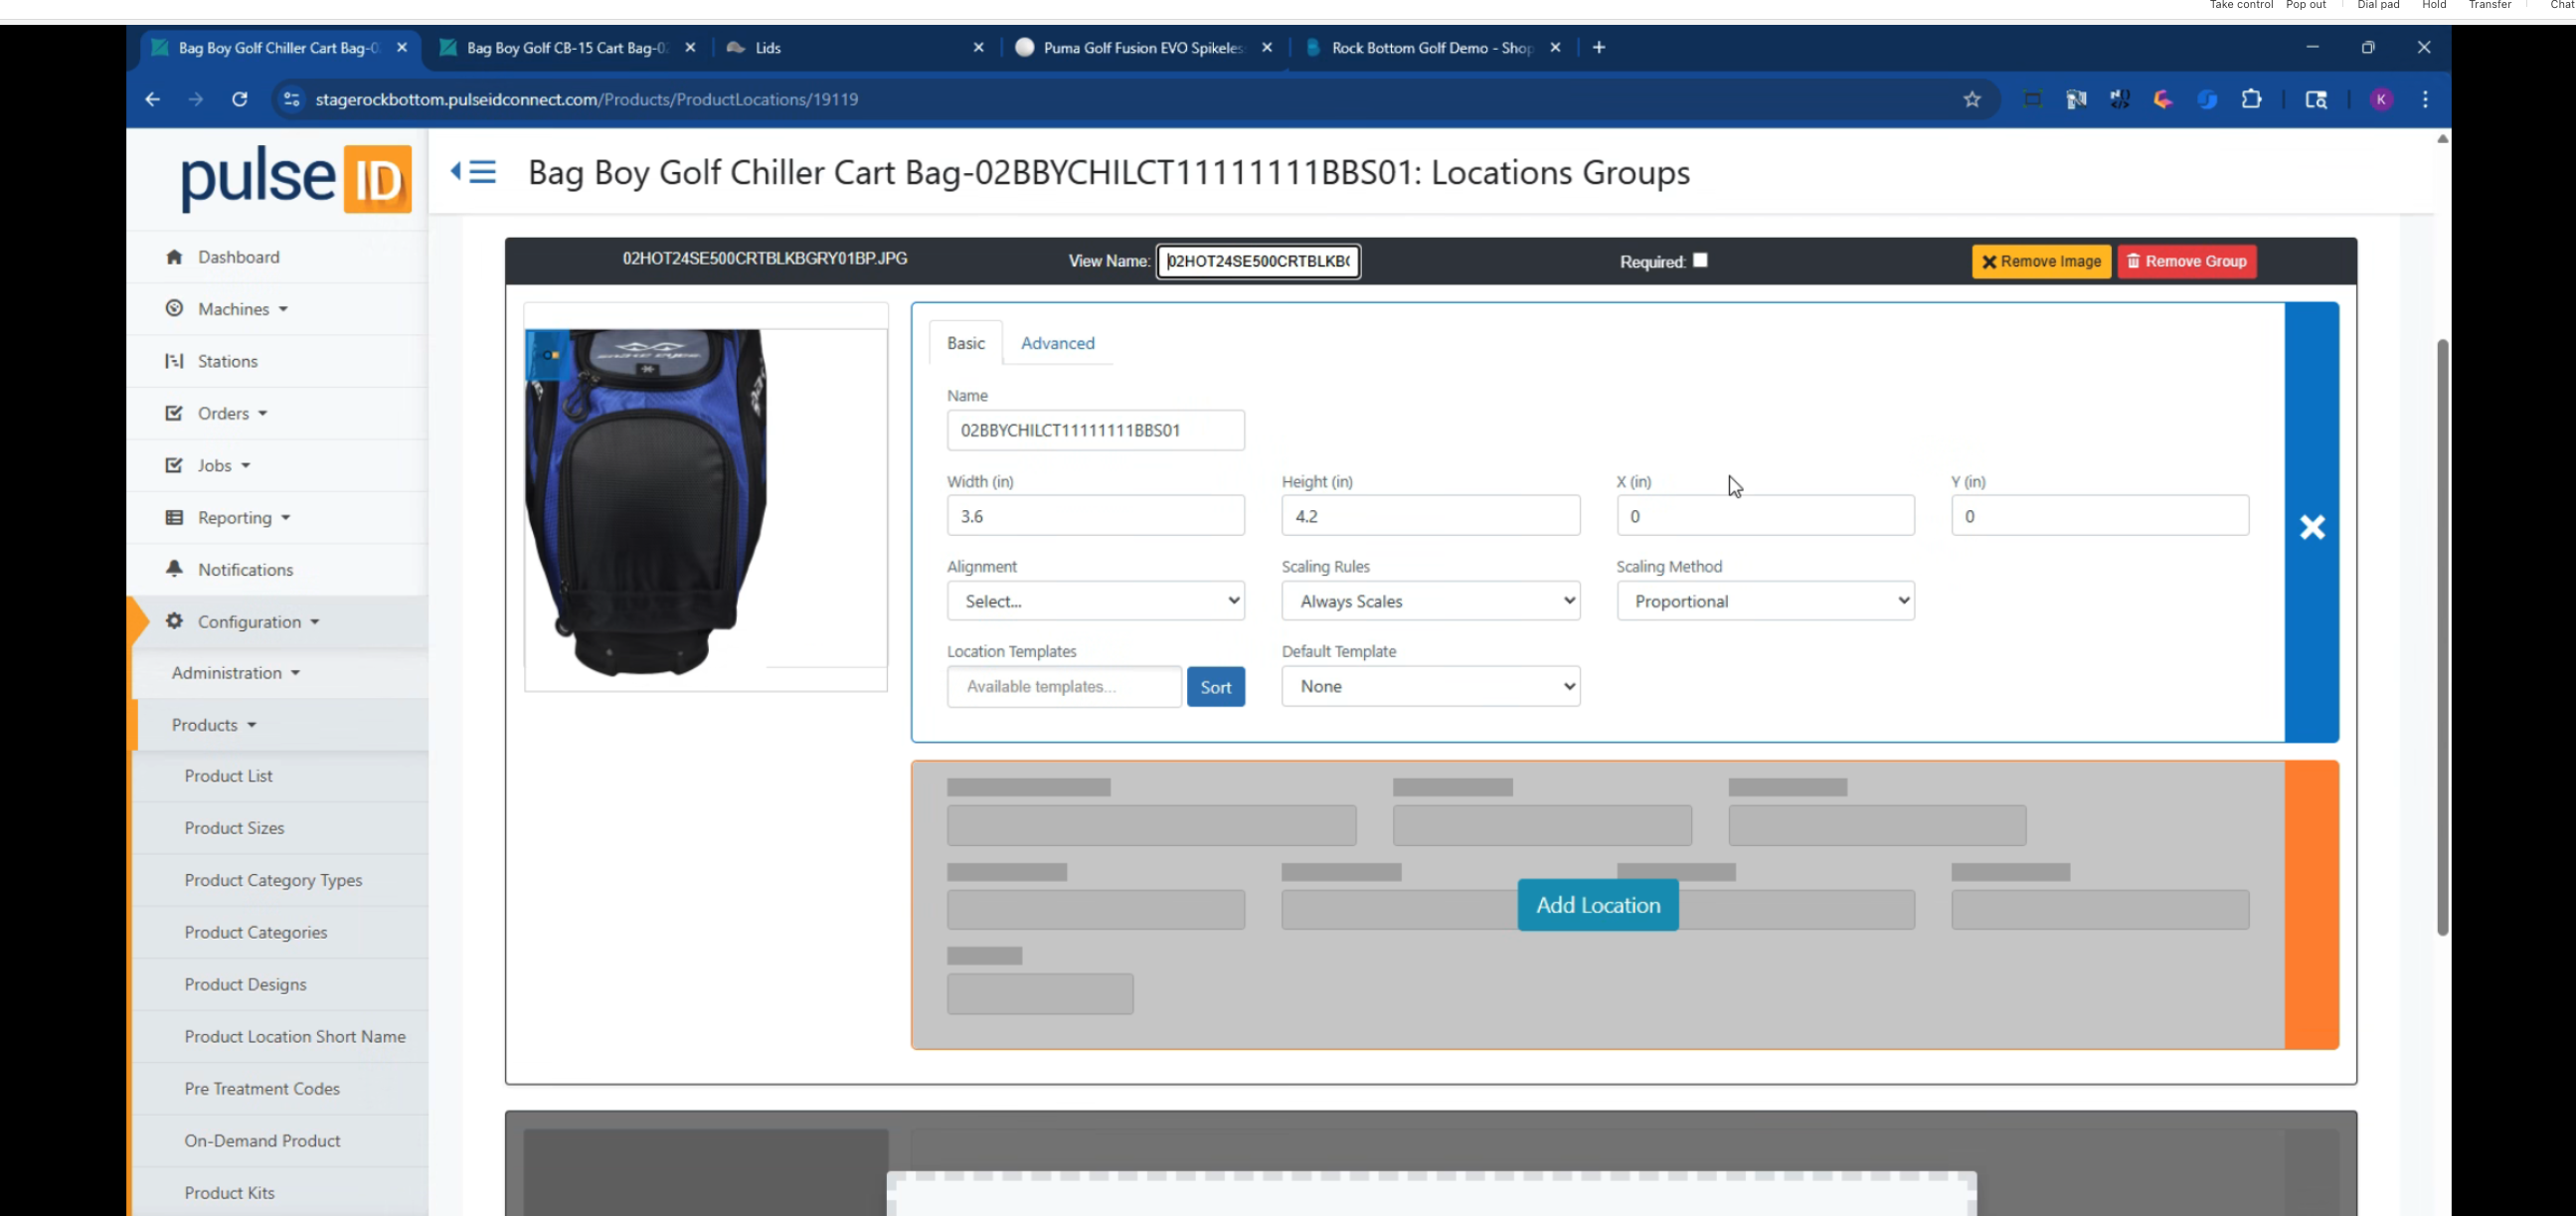 Take control Pop out Dial pad Hold Transfer Chat
Bag Boy Golf Chiller Cart Bag-0 Bag Boy Golf CB-15 Cart Bag-0 Lids Puma Golf Fusion EVO Spikeles Rock Bottom Golf Demo - Shop
stagerockbottom.pulseidconnect.com/Products/ProductLocations/19119 K
pulse ID
Bag Boy Golf Chiller Cart Bag-02BBYCHILCT11111111BBS01: Locations Groups
02HOT24SE500CRTBLKBGRY01BP.JPG View Name: 02HOT24SE500CRTBLKB Required: Remove Image Remove Group
Dashboard
Machines
Stations
Orders
Jobs
Reporting
Notifications
Configuration
Administration
Products
Product List
Product Sizes
Product Category Types
Product Categories
Product Designs
Product Location Short Name
Pre Treatment Codes
On-Demand Product
Product Kits
Basic Advanced
Name
02BBYCHILCT11111111BBS01
Width (in) Height (in) X (in) Y (in)
3.6 4.2 0 0
Alignment Scaling Rules Scaling Method
Select... Always Scales Proportional
Location Templates Default Template
Available templates... Sort None
Add Location